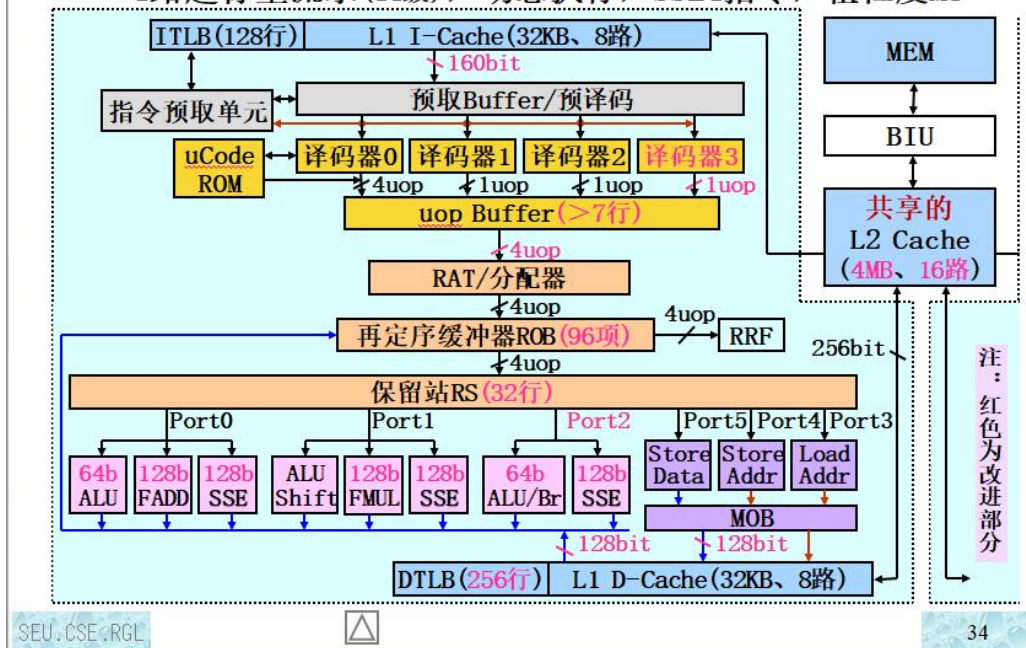 ITLB(128行)
L1 I-Cache(32KB、8路)
160bit
指令预取单元
预取Buffer/预译码
uCode
ROM
译码器0
译码器1
译码器2
译码器3
4uop
1uop
1uop
1uop
uop Buffer(＞7行)
4uop
RAT/分配器
4uop
再定序缓冲器ROB(96项)
4uop
RRF
4uop
保留站RS(32行)
Port0
Port1
Port2
Port5
Port4
Port3
64b
ALU
128b
FADD
128b
SSE
ALU
Shift
128b
FMUL
128b
SSE
64b
ALU/Br
128b
SSE
Store
Data
Store
Addr
Load
Addr
MOB
128bit
128bit
DTLB(256行)
L1 D-Cache(32KB、8路)
MEM
BIU
共享的
L2 Cache
(4MB、16路)
256bit
注：红色为改进部分
SEU.CSE.RGL
34